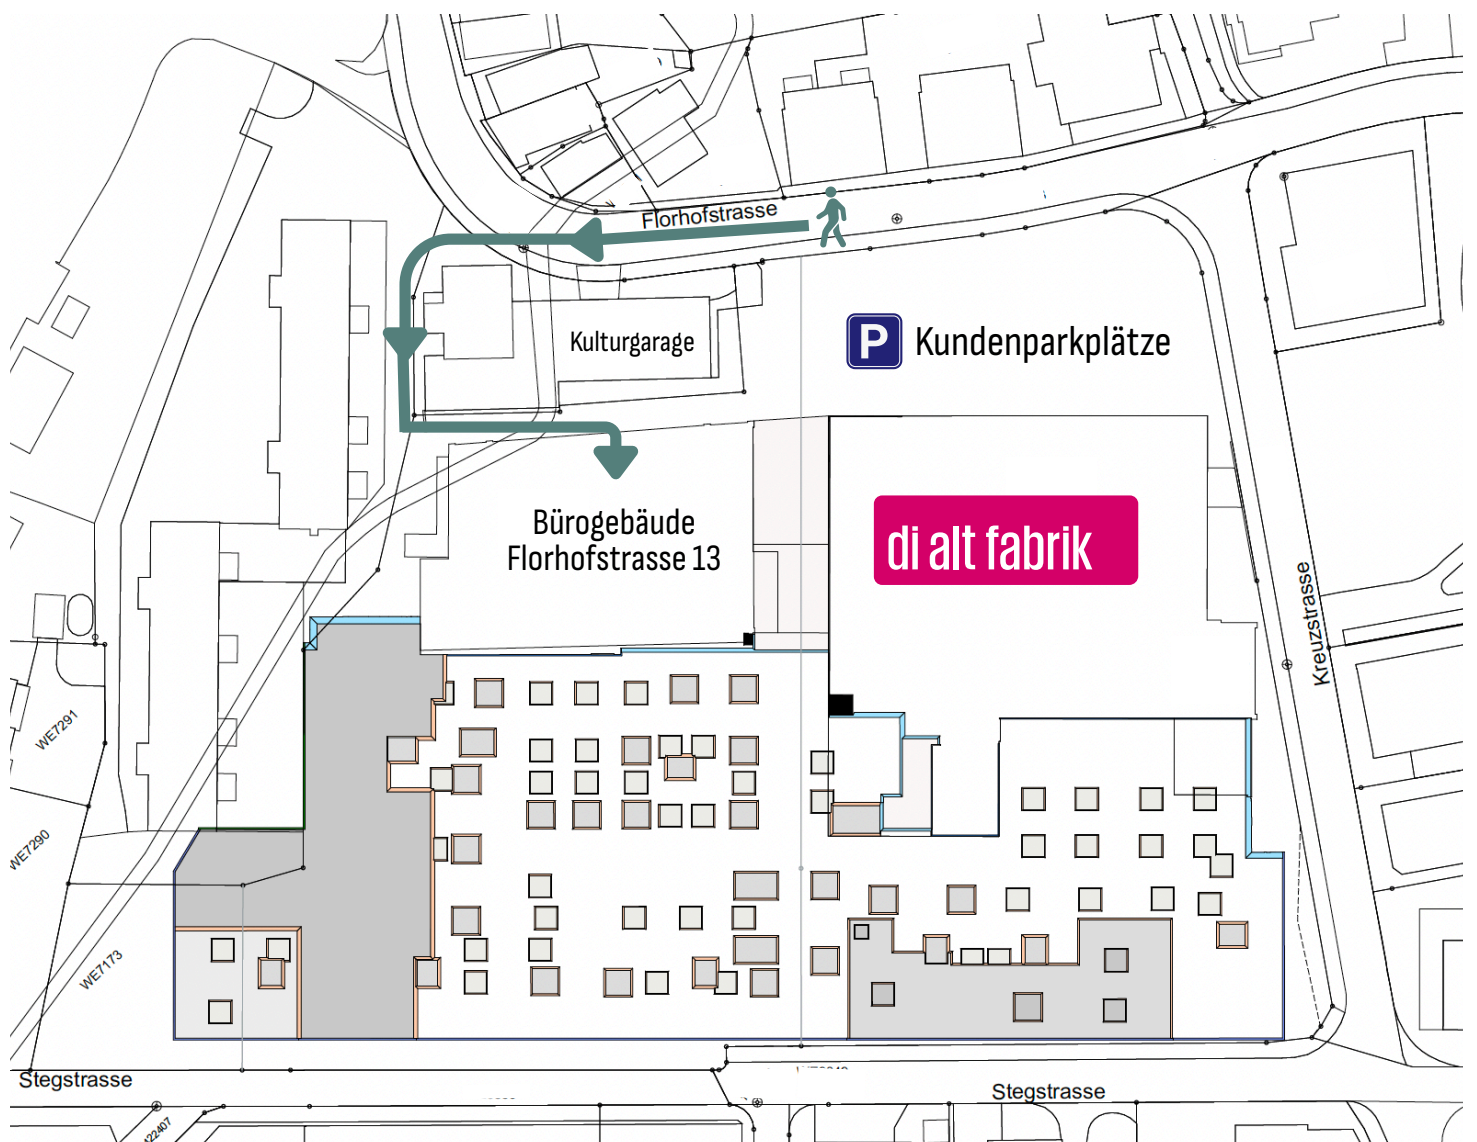 Florhofstrasse
Kulturgarage
P Kundenparkplätze
Bürogebäude
Florhofstrasse 13
di alt fabrik
Kreuzstrasse
WE7291
WE7290
WE7173
Stegstrasse
Stegstrasse